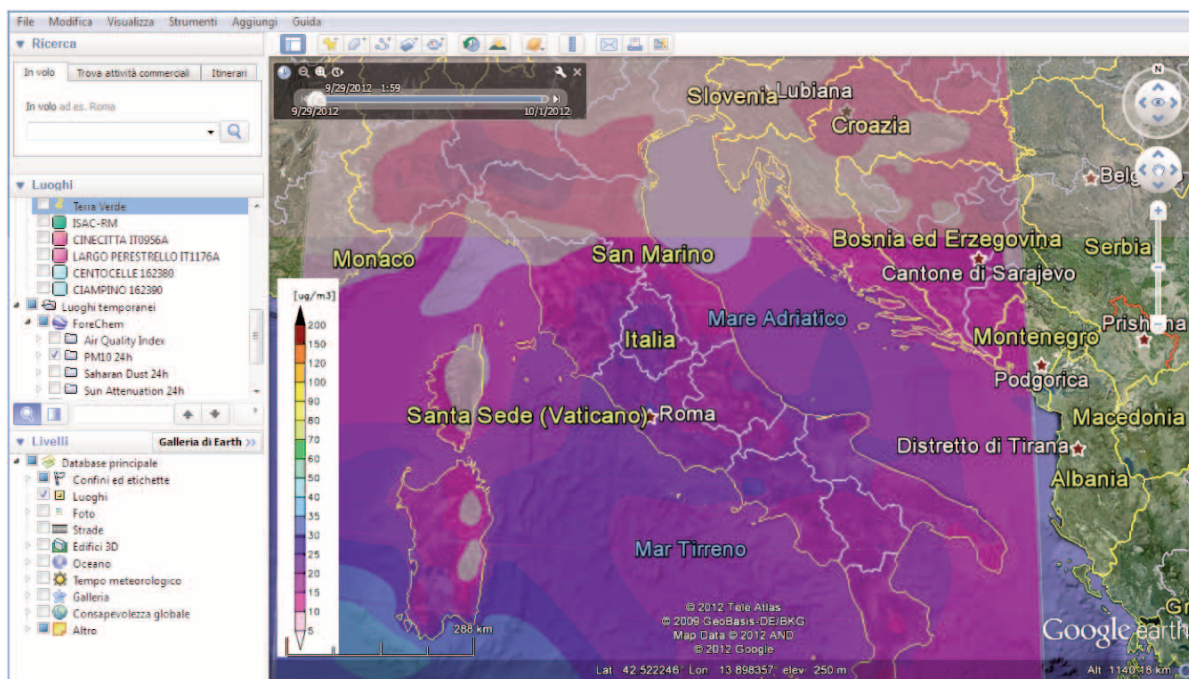 File Modifica Visualizza Strumenti Aggiungi Guida
Ricerca
In volo Trova attività commerciali Itinerari
In volo ad es. Roma
Luoghi
Terra Verde
ISAC-RM
CINECITTA IT0956A
LARGO PERESTRELLO IT1176A
CENTOCELLE 162380
CIAMPINO 162390
Luoghi temporanei
ForeChem
Air Quality Index
PM10 24h
Saharan Dust 24h
Sun Attenuation 24h
Livelli Galleria di Earth >>
Database principale
Confini ed etichette
Luoghi
Foto
Strade
Edifici 3D
Oceano
Tempo meteorologico
Galleria
Consapevolezza globale
Altro
9/29/2012 1:59
9/29/2012 10/1/2012
N
Slovenia Lubiana
Croazia
Serbia
Bosnia ed Erzegovina
Monaco San Marino
Cantone di Sarajevo
Mare Adriatico
Italia
Montenegro
Podgorica
Santa Sede (Vaticano) Roma
Macedonia
Distretto di Tirana
Albania
Mar Tirreno
[ug/m3]
200
150
100
90
80
70
60
50
40
35
30
25
20
15
10
5
288 km
© 2012 Tele Atlas
© 2009 GeoBasis-DE/BKG
Map Data © 2012 AND
© 2012 Google
Google earth
Lat 42.522246° Lon 13.898357° elev 250 m
Alt 1140.18 km